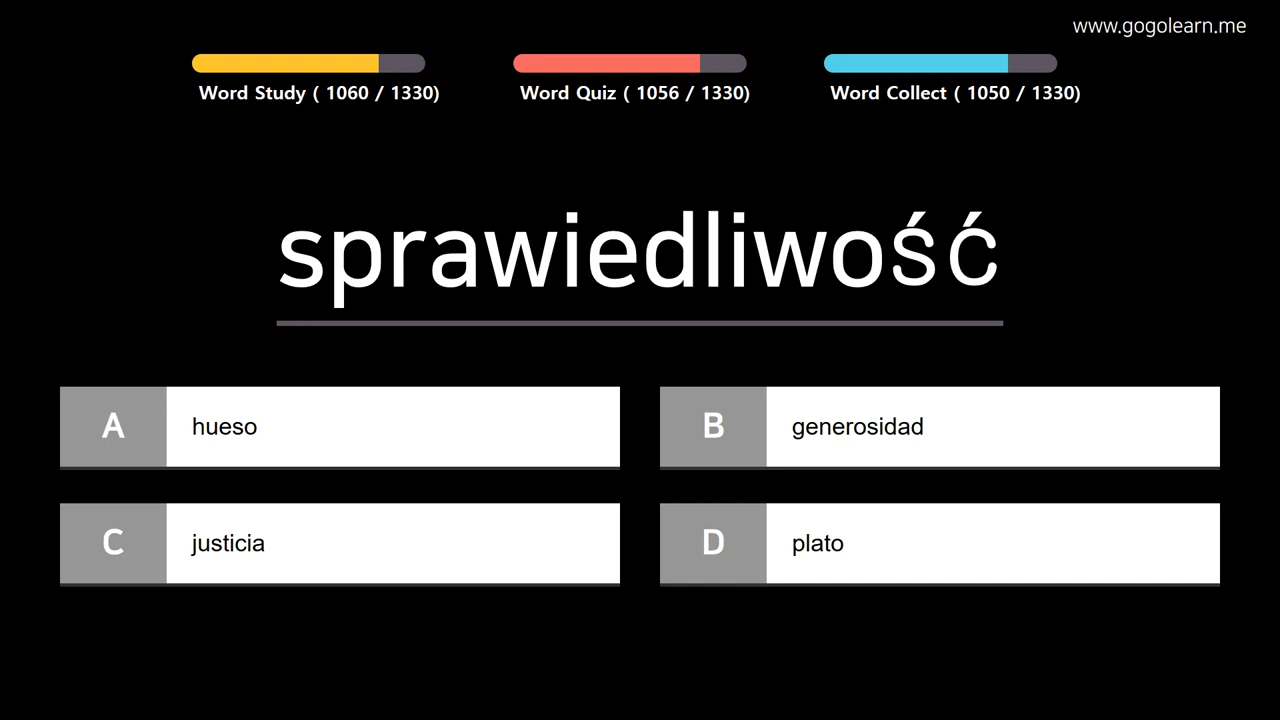 www.gogolearn.me
Word Study ( 1060 / 1330)
Word Quiz ( 1056 / 1330)
Word Collect ( 1050 / 1330)
sprawiedliwość
A hueso
B generosidad
C justicia
D plato